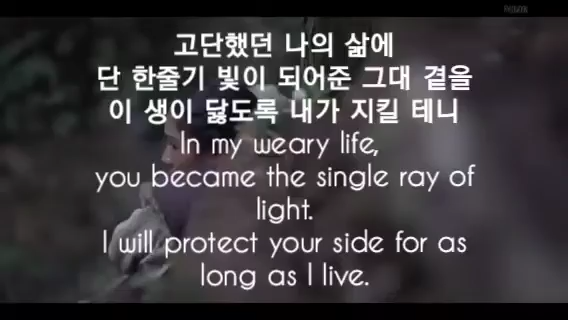 고단했던 나의 삶에
단 한줄기 빛이 되어준 그대 곁을
이 생이 닳도록 내가 지킬 테니
In my weary life,
you became the single ray of
light.
I will protect your side for as
long as I live.